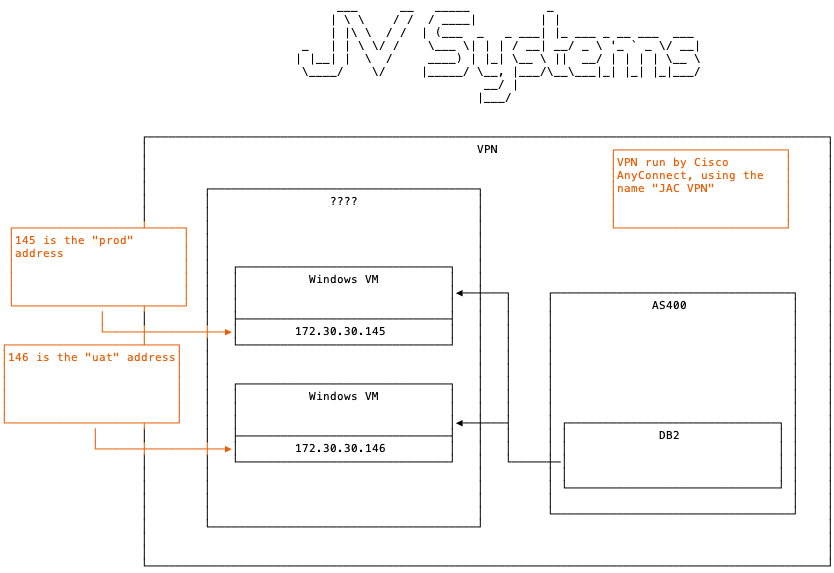 JV Systems
VPN
VPN run by Cisco
AnyConnect, using the
name "JAC VPN"
????
145 is the "prod"
address
Windows VM
172.30.30.145
AS400
146 is the "uat" address
Windows VM
172.30.30.146
DB2